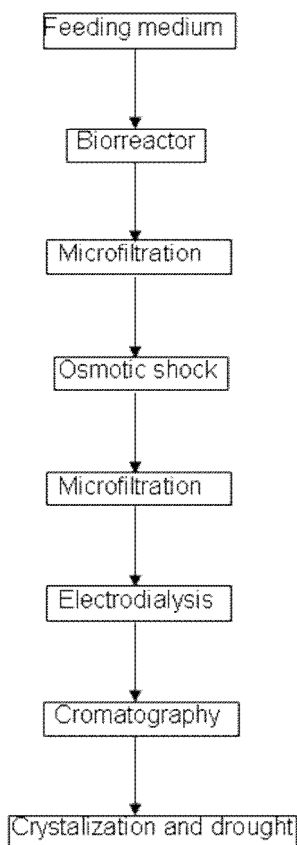 Feeding medium
Biorreactor
Microfiltration
Osmotic shock
Microfiltration
Electrodialysis
Cromatography
Crystalization and drought